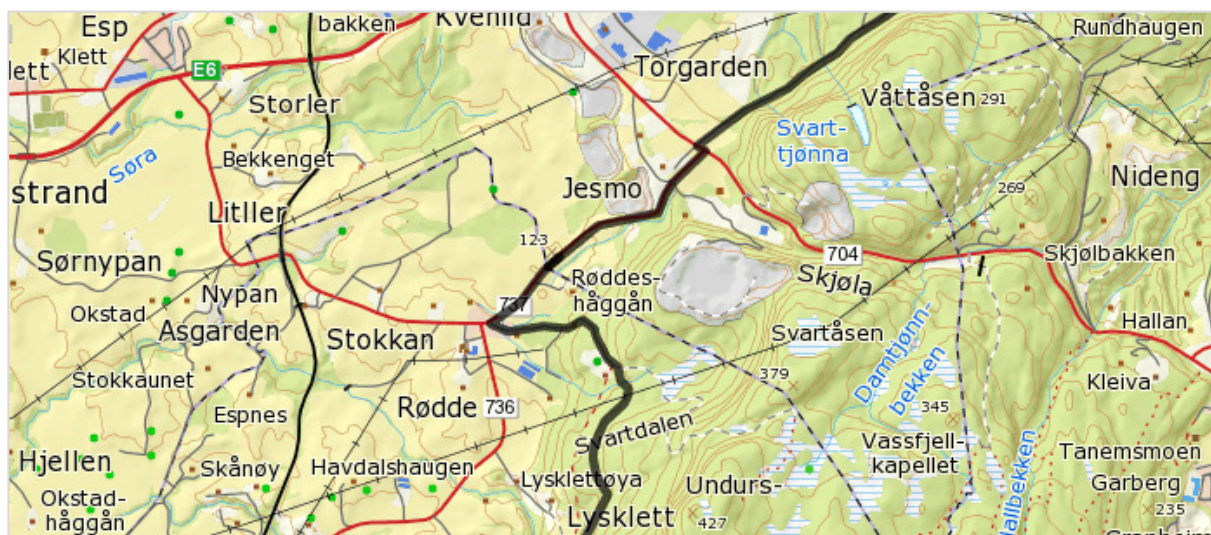 Esp
bakken
Kvenild
Rundhaugen
lett
Klett
E6
Torgarden
Storler
Våttåsen
291
Svart-
tjønna
Søra
Bekkenget
strand
Litller
Jesmo
269
Nideng
123
Sørnypan
704
Skjølbakken
Nypan
Røddes-
håggån
Skjøla
Okstad
737
Asgarden
Stokkan
Svartåsen
Hallan
Damtjønn-
bekken
Stokkaunet
379
Kleiva
Espnes
Rødde
736
345
Svartdalen
Vassfjell-
kapellet
Tanemsmoen
Hjellen
Skånøy
Havdalshaugen
Lysklettøya
Undurs-
Garberg
Okstad-
håggån
Lysklett
427
Hallbekken
235